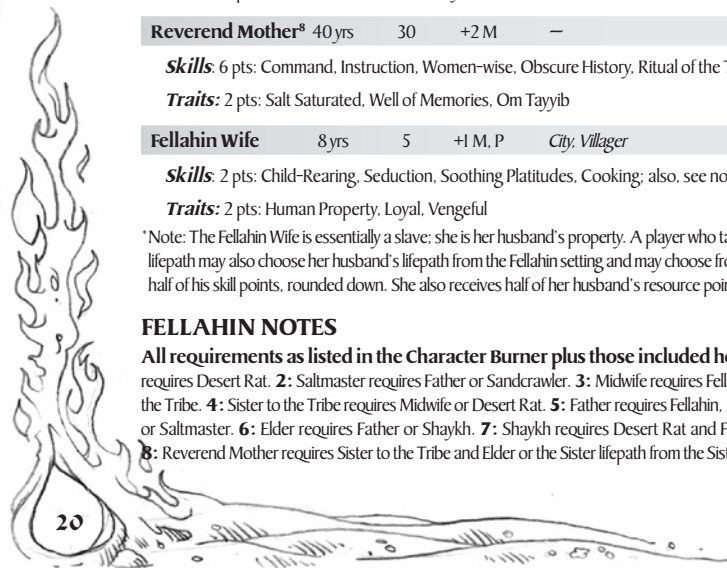 Reverend Mother⁸ 40 yrs 30 +2 M —
Skills: 6 pts: Command, Instruction, Women-wise, Obscure History, Ritual of the
Traits: 2 pts: Salt Saturated, Well of Memories, Om Tayyib
Fellahin Wife 8 yrs 5 +1 M, P City, Villager
Skills: 2 pts: Child-Rearing, Seduction, Soothing Platitudes, Cooking; also, see
Traits: 2 pts: Human Property, Loyal, Vengeful
*Note: The Fellahin Wife is essentially a slave; she is her husband's property. A player who
lifepath may also choose her husband's lifepath from the Fellahin setting and may choose
half of his skill points, rounded down. She also receives half of her husband's resource
FELLAHIN NOTES
All requirements as listed in the Character Burner plus those included
requires Desert Rat. 2: Saltmaster requires Father or Sandcrawler. 3: Midwife requires
the Tribe. 4: Sister to the Tribe requires Midwife or Desert Rat. 5: Father requires Fellahin,
or Saltmaster. 6: Elder requires Father or Shaykh. 7: Shaykh requires Desert Rat and
8: Reverend Mother requires Sister to the Tribe and Elder or the Sister lifepath from the
20